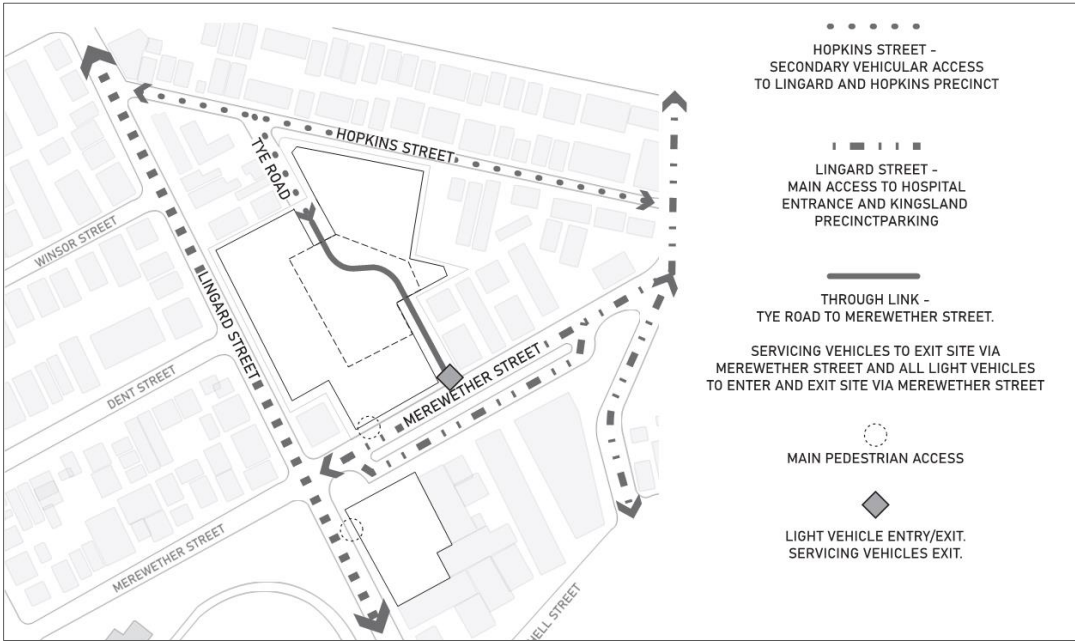 HOPKINS STREET
TYE ROAD
WINSOR STREET
LINGARD STREET
DENT STREET
MEREWETHER STREET
MEREWETHER STREET
HELL STREET
HOPKINS STREET -
SECONDARY VEHICULAR ACCESS
TO LINGARD AND HOPKINS PRECINCT
LINGARD STREET -
MAIN ACCESS TO HOSPITAL
ENTRANCE AND KINGSLAND
PRECINCTPARKING
THROUGH LINK -
TYE ROAD TO MEREWETHER STREET.
SERVICING VEHICLES TO EXIT SITE VIA
MEREWETHER STREET AND ALL LIGHT VEHICLES
TO ENTER AND EXIT SITE VIA MEREWETHER STREET
MAIN PEDESTRIAN ACCESS
LIGHT VEHICLE ENTRY/EXIT.
SERVICING VEHICLES EXIT.